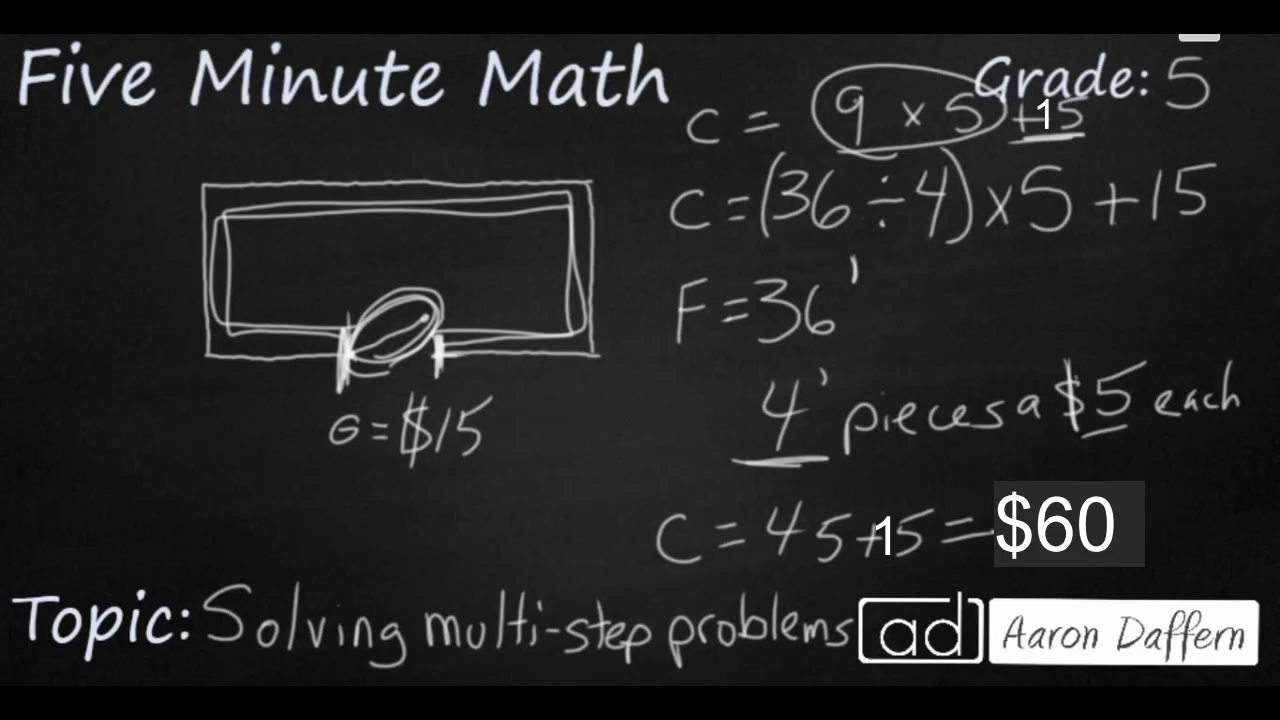 Five Minute Math
Grade: 5
C = 9 x 5 +15
C=(36÷4)x5+15
F=36'
4' pieces a $5 each
G=$15
C=45+15=$60
Topic: Solving multi-step problems
ad Aaron Daffern